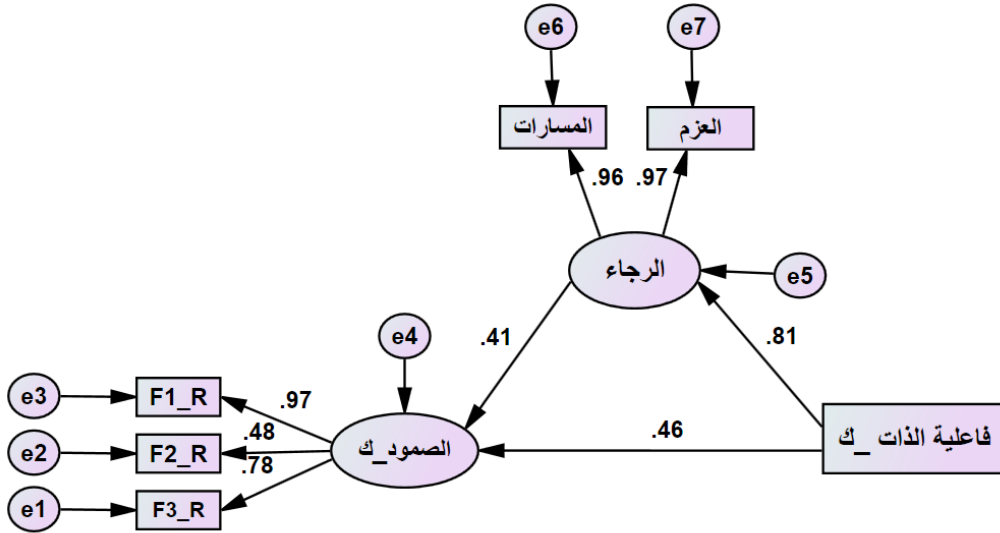 e6
e7
المسارات
العزم
.96
.97
الرجاء
e5
e4
.41
.81
e3
F1_R
.97
فاعلية الذات _ك
.46
.48
e2
F2_R
الصمود_ك
.78
e1
F3_R